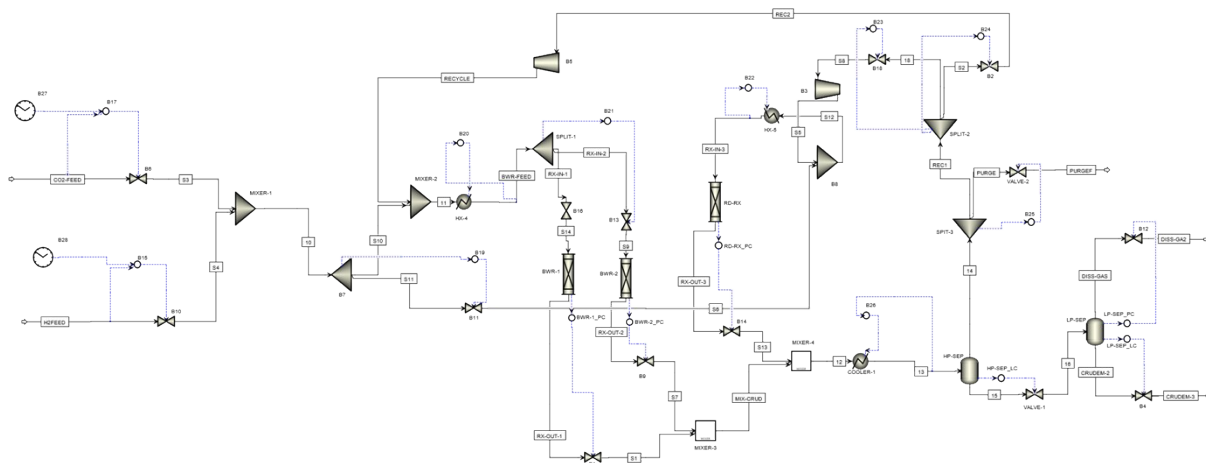 REC2
B23
B24
S8
B18
18
S2
B2
B5
RECYCLE
B3
B22
HX-5
S12
S5
SPLIT-2
B27
B17
B20
B21
SPLIT-1
RX-IN-2
RX-IN-1
BWR-FEED
RX-IN-3
B8
REC1
PURGE
VALVE-2
PURGEF
CO2-FEED
B6
S3
MIXER-1
MIXER-2
11
HX-4
B16
B13
RD-RX
SPIT-3
B25
S14
S9
10
S10
S11
B7
B19
BWR-1
BWR-2
RD-RX_PC
14
B12
DISS-GA2
DISS-GAS
B28
B15
S4
H2FEED
B10
B11
S6
BWR-1_PC
BWR-2_PC
RX-OUT-3
RX-OUT-2
B14
S13
MIXER-4
12
B26
COOLER-1
13
HP-SEP
HP-SEP_LC
15
VALVE-1
16
LP-SEP
LP-SEP_PC
LP-SEP_LC
CRUDEM-2
B4
CRUDEM-3
B9
S7
MIX-CRUD
MIXER-3
RX-OUT-1
S1